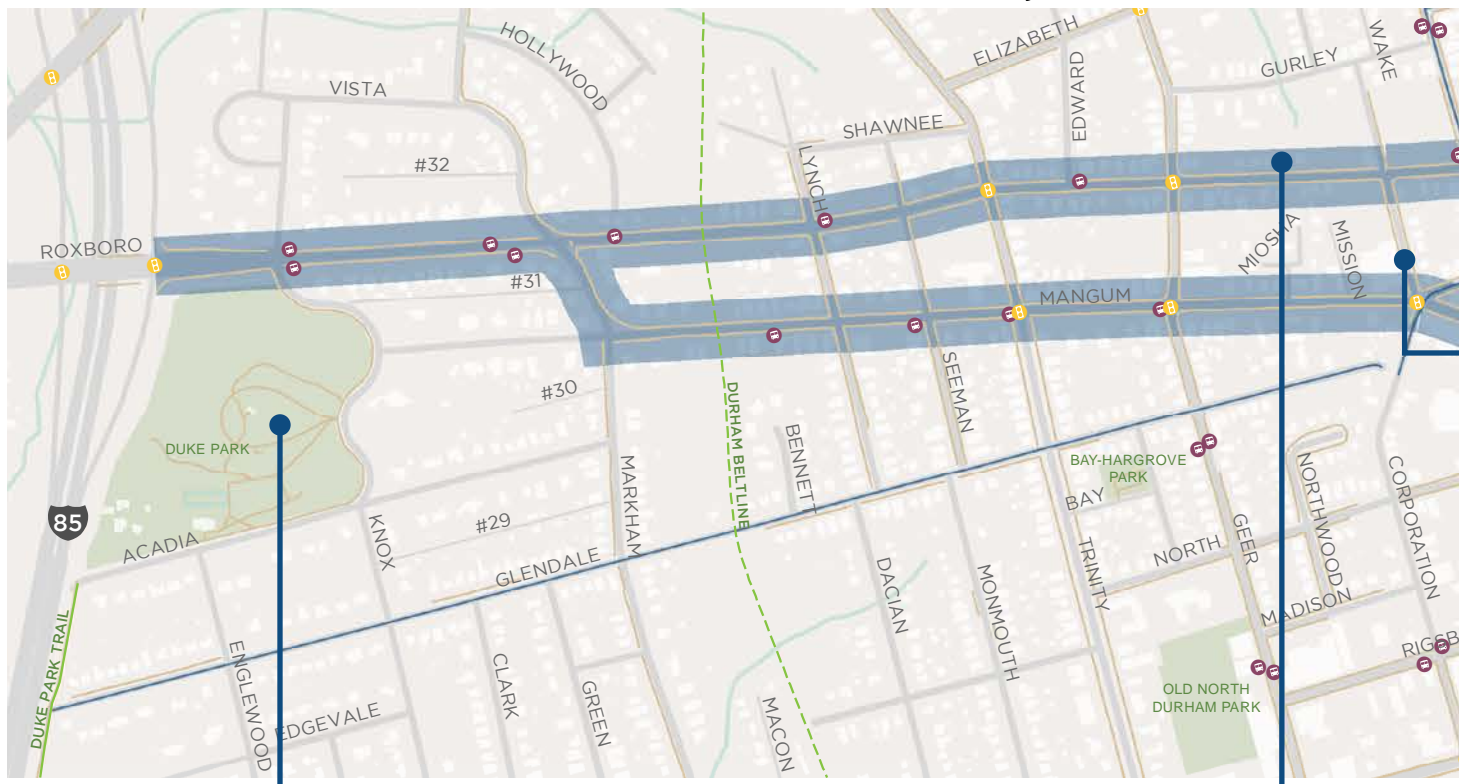 HOLLYWOOD
VISTA
ELIZABETH
WAKE
GURLEY
EDWARD
SHAWNEE
#32
LYNCH
ROXBORO
MIOSHA
MISSION
#31
MANGUM
SEEMAN
#30
DURHAM BELTLINE
BENNETT
DUKE PARK
MARKHAM
BAY-HARGROVE
PARK
NORTHWOOD
CORPORATION
BAY
85
KNOX
#29
GEER
ACADIA
TRINITY
NORTH
GLENDALE
DACIAN
MONMOUTH
MADISON
DUKE PARK TRAIL
ENGLEWOOD
CLARK
GREEN
RIGSB
OLD NORTH
DURHAM PARK
EDGEVALE
MACON